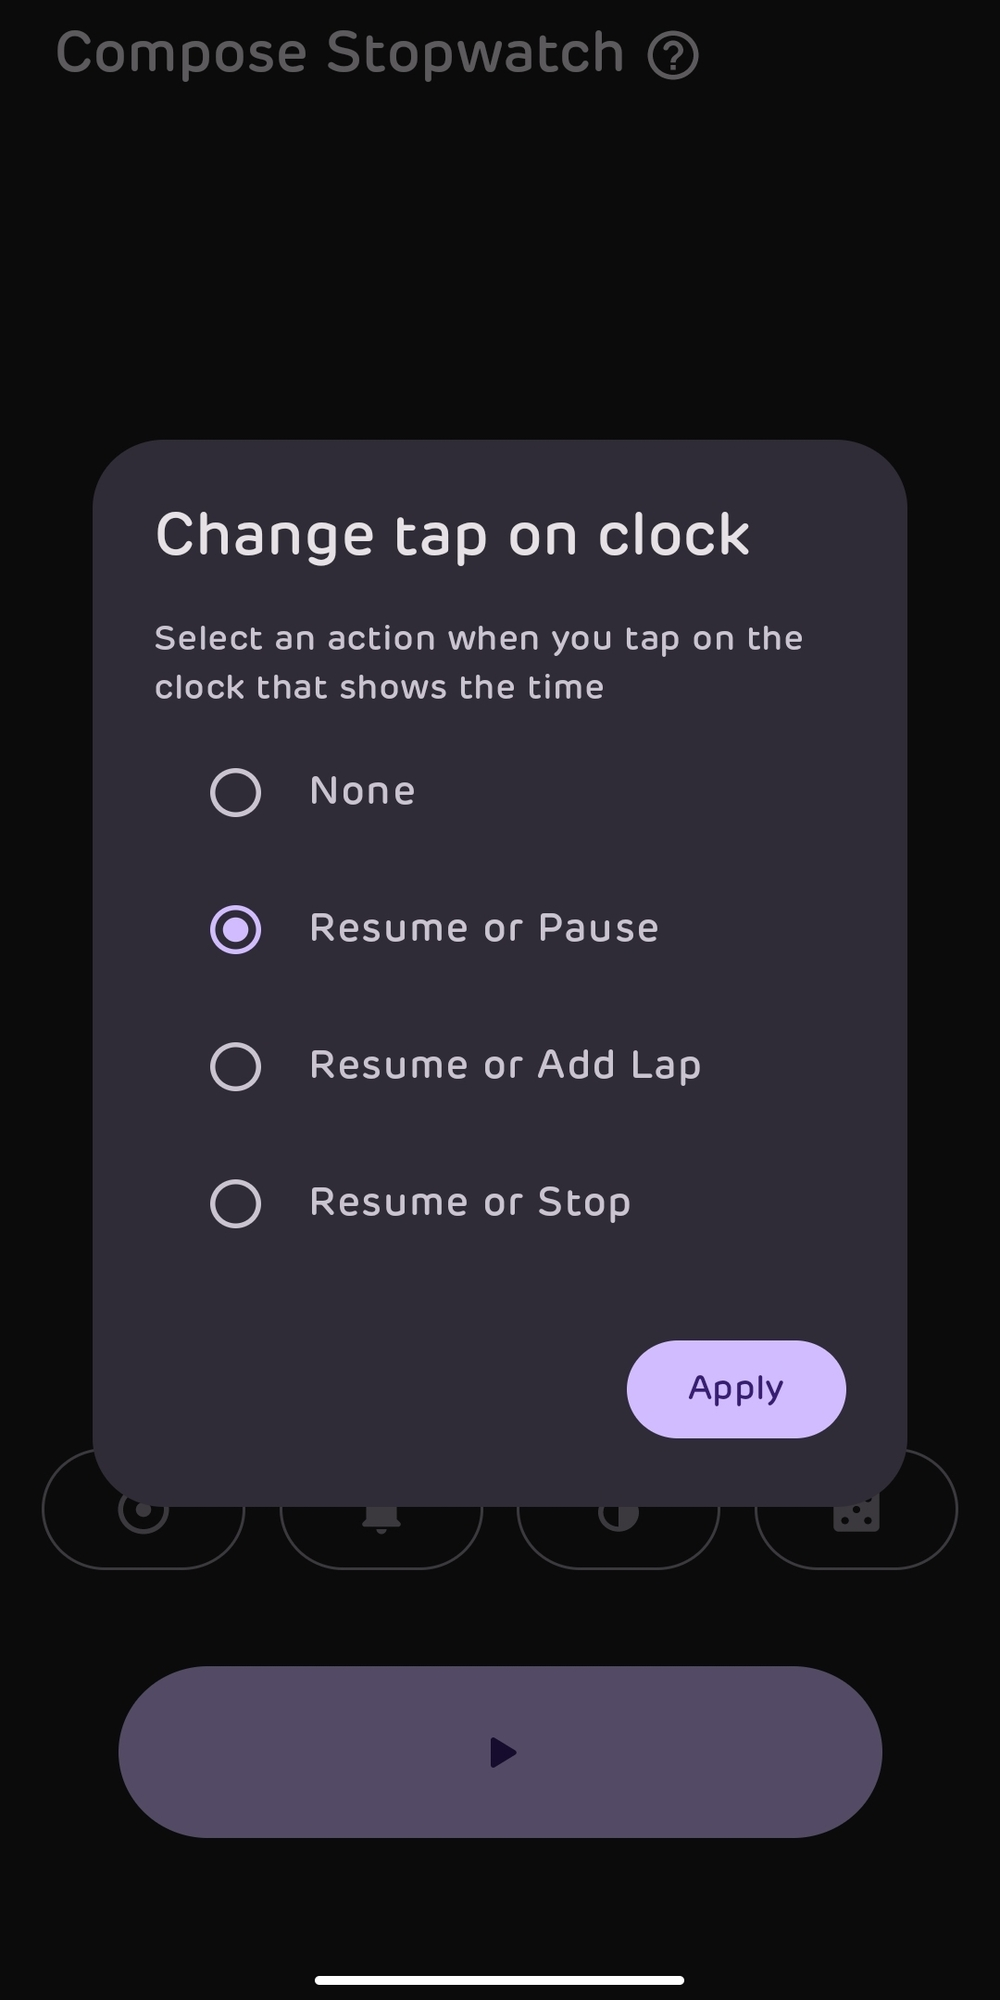 Compose Stopwatch
Change tap on clock
Select an action when you tap on the
clock that shows the time
None
Resume or Pause
Resume or Add Lap
Resume or Stop
Apply